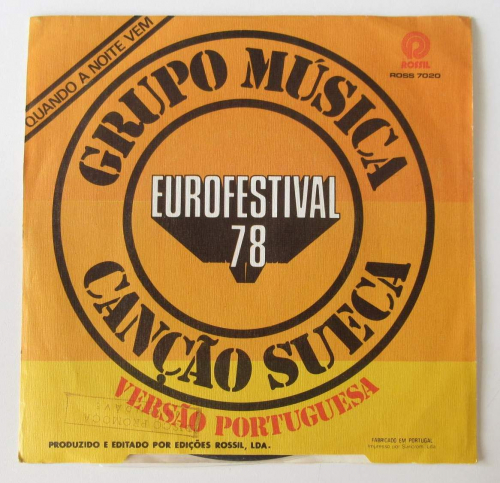 QUANDO A NOITE VEM
ROSSIL
ROSS 7020
GRUPO MÚSICA
EUROFESTIVAL
78
CANÇÃO SUECA
VERSÃO PORTUGUESA
PRODUZIDO E EDITADO POR EDIÇÕES ROSSIL, LDA.
FABRICADO EM PORTUGAL